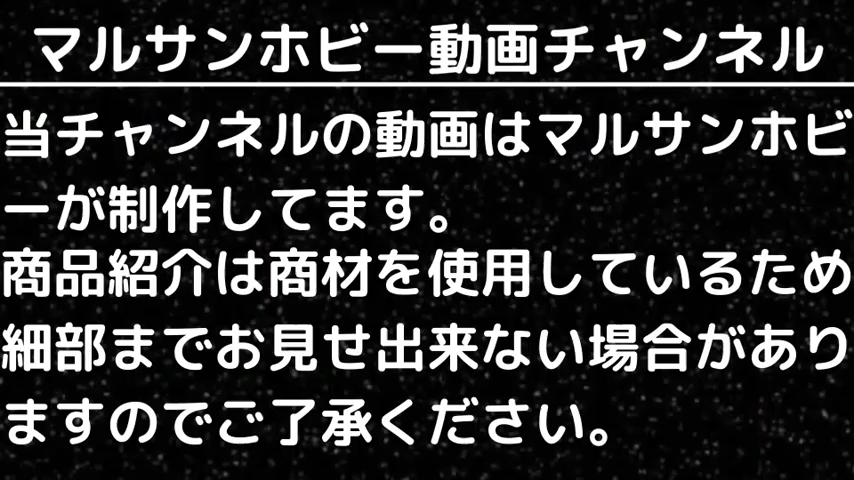 マルサンホビー動画チャンネル
当チャンネルの動画はマルサンホビ
ーが制作してます。
商品紹介は商材を使用しているため
細部までお見せ出来ない場合があり
ますのでご了承ください。